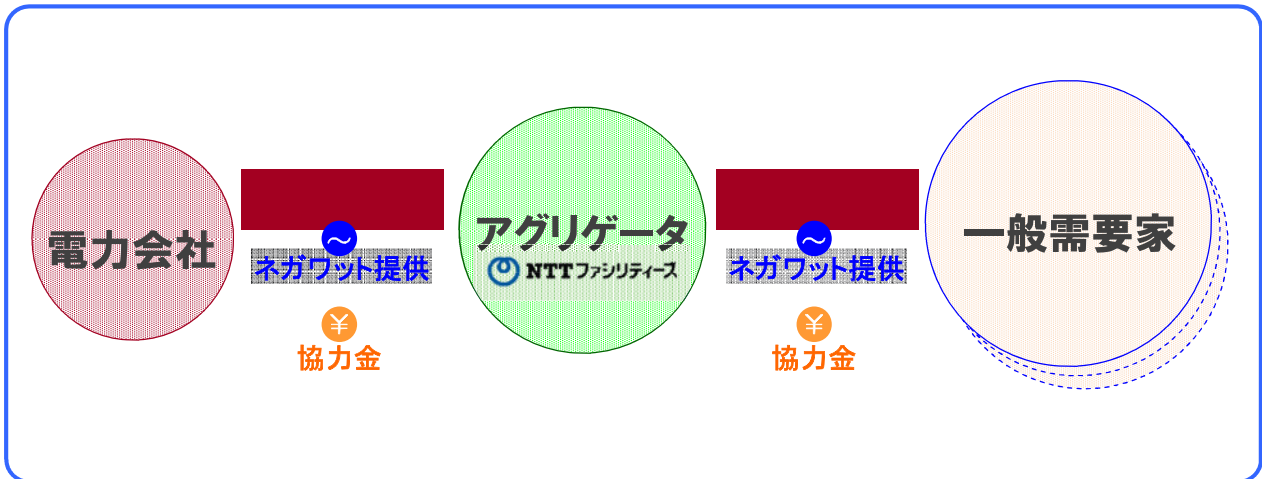 電力会社
〜
ネガワット提供
¥
協力金
アグリゲータ
NTTファシリティーズ
〜
ネガワット提供
¥
協力金
一般需要家